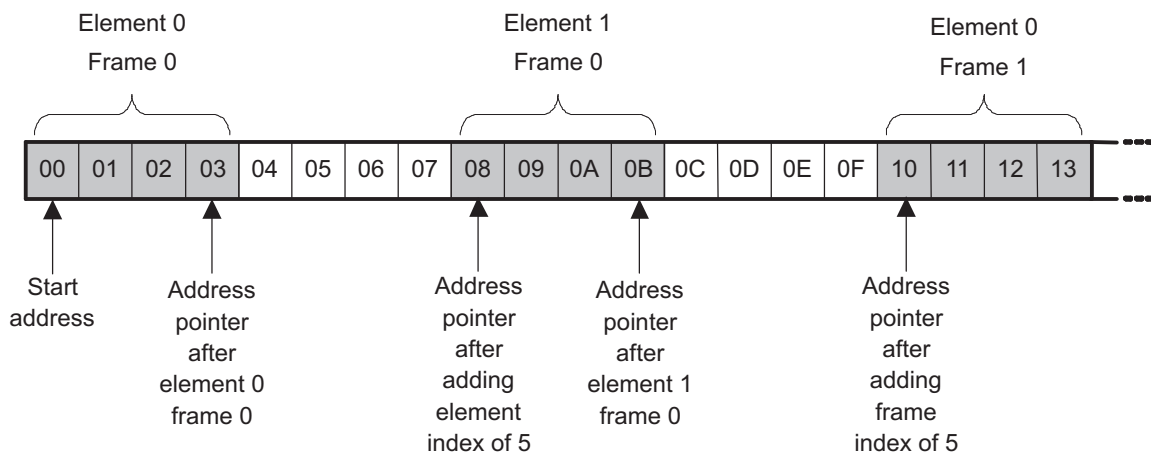 Element 0
Frame 0
Element 1
Frame 0
Element 0
Frame 1
00 01 02 03 04 05 06 07 08 09 0A 0B 0C 0D 0E 0F 10 11 12 13
Start
address
Address
pointer
after
element 0
frame 0
Address
pointer
after
adding
element
index of 5
Address
pointer
after
element 1
frame 0
Address
pointer
after
adding
frame
index of 5